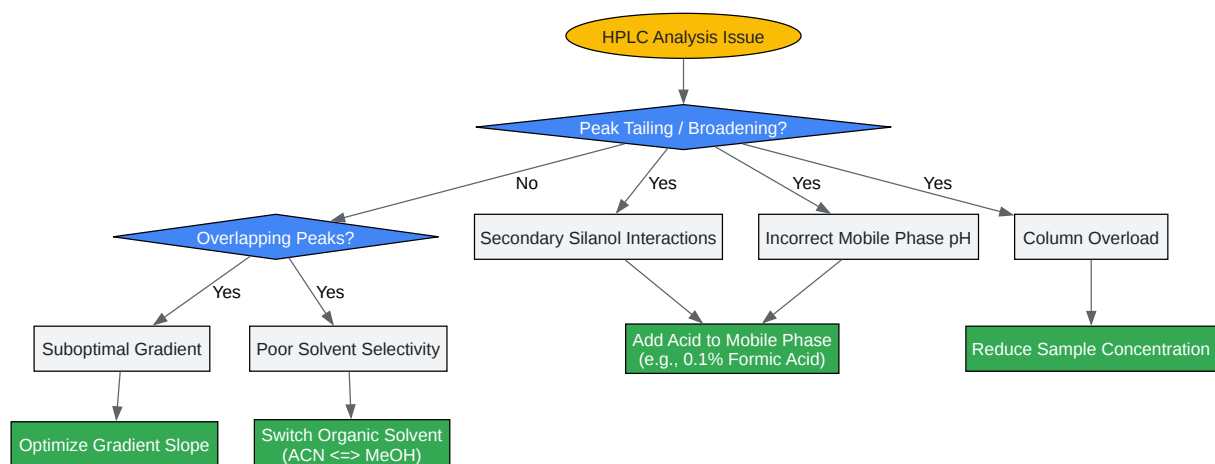 HPLC Analysis Issue
Peak Tailing / Broadening?
No
Yes
Yes
Yes
Overlapping Peaks?
Secondary Silanol Interactions
Incorrect Mobile Phase pH
Column Overload
Yes
Yes
Suboptimal Gradient
Poor Solvent Selectivity
Add Acid to Mobile Phase
(e.g., 0.1% Formic Acid)
Reduce Sample Concentration
Optimize Gradient Slope
Switch Organic Solvent
(ACN <=> MeOH)